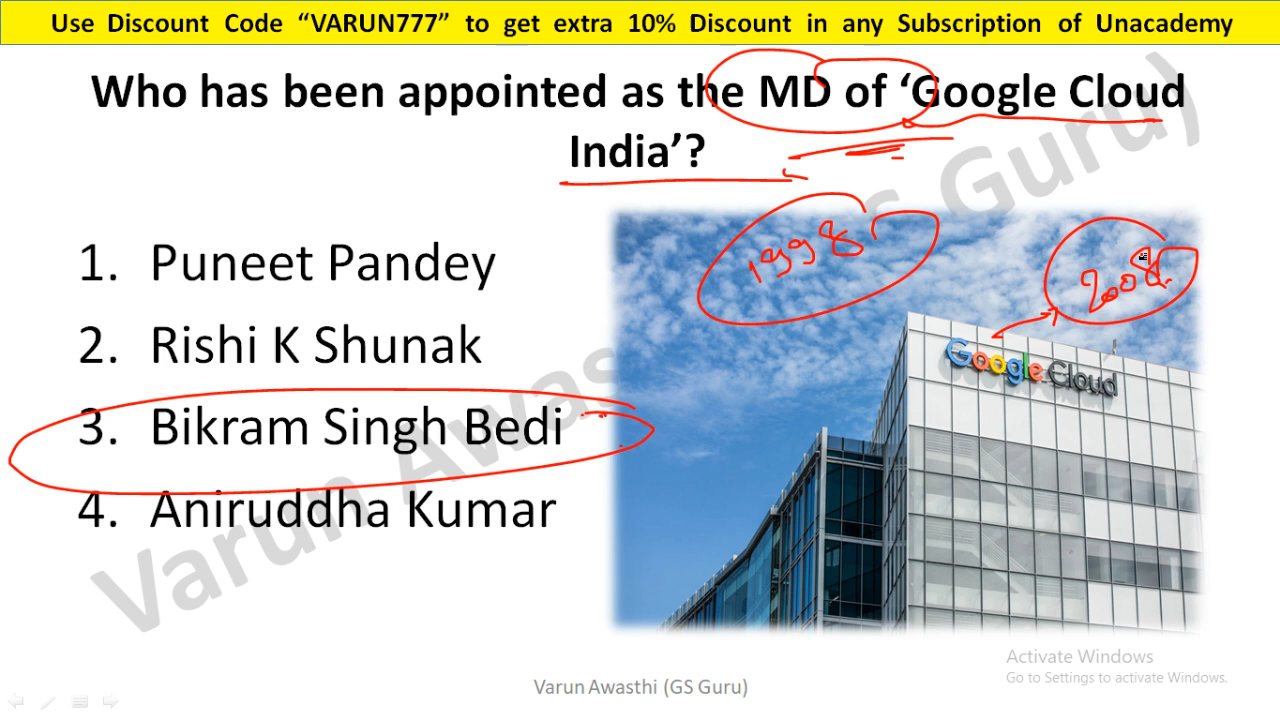 Use Discount Code “VARUN777” to get extra 10% Discount in any Subscription of Unacademy
Who has been appointed as the MD of ‘Google Cloud
India’?
1. Puneet Pandey
2. Rishi K Shunak
3. Bikram Singh Bedi
4. Aniruddha Kumar
1998
2008
Google Cloud
Varun Awasthi (GS Guru)
Activate Windows
Go to Settings to activate Windows.
Varun Awasthi (GS Guru)